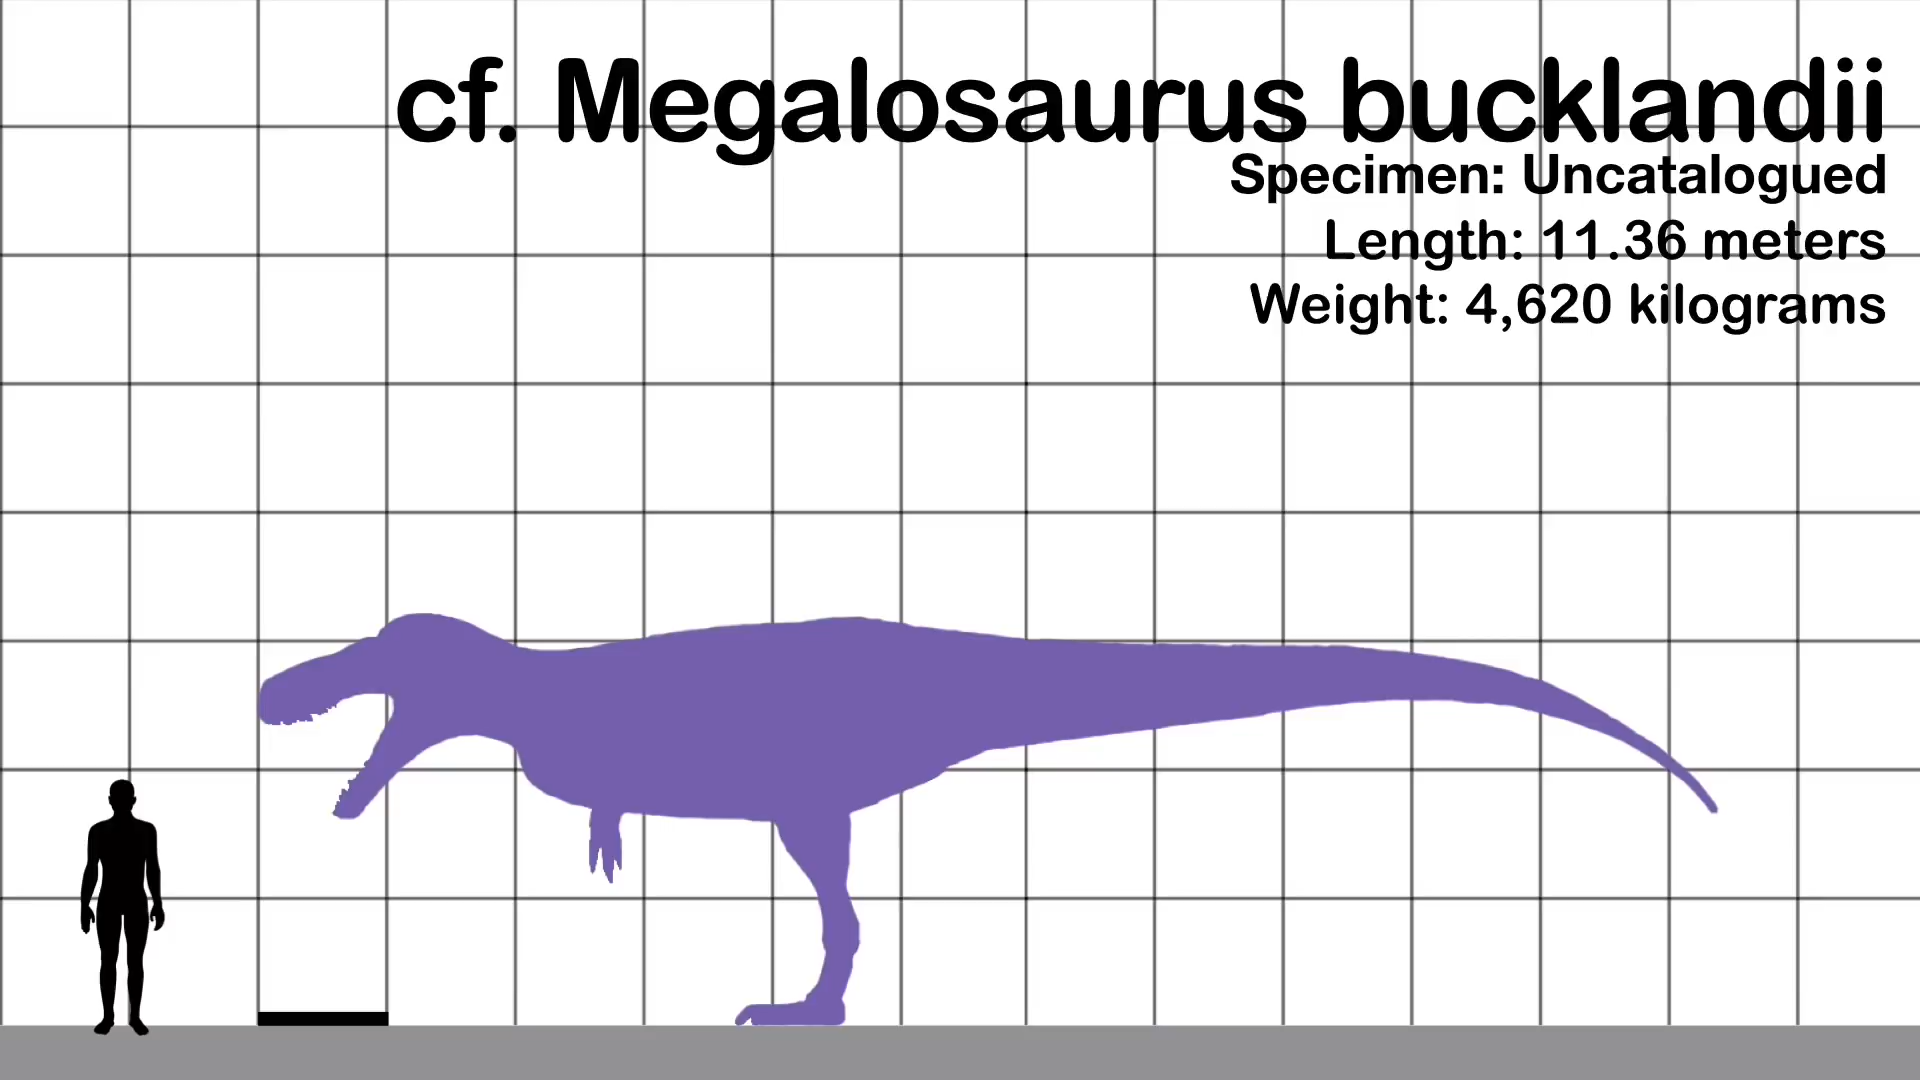 cf. Megalosaurus bucklandii
Specimen: Uncatalogued
Length: 11.36 meters
Weight: 4,620 kilograms